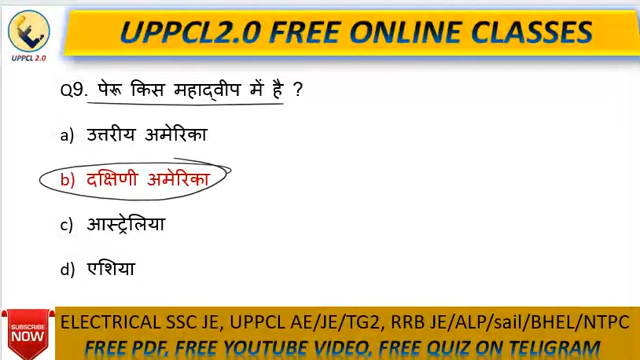 UPPCL2.0 FREE ONLINE CLASSES
UPPCL 2.0
Q9. पेरू किस महाद्वीप में है ?
a) उत्तरीय अमेरिका
b) दक्षिणी अमेरिका
c) आस्ट्रेलिया
d) एशिया
SUBSCRIBE
NOW
ELECTRICAL SSC JE, UPPCL AE/JE/TG2, RRB JE/ALP/sail/BHEL/NTPC
FREE PDF, FREE YOUTUBE VIDEO, FREE QUIZ ON TELIGRAM